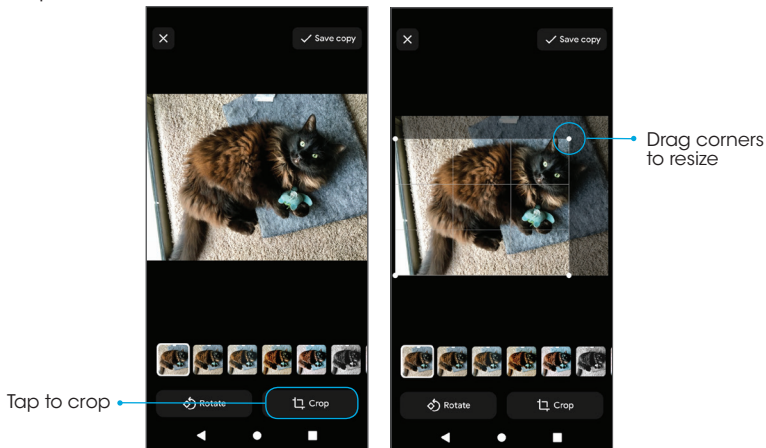 Save copy
Save copy
Drag corners
to resize
Tap to crop
Rotate
Crop
Rotate
Crop